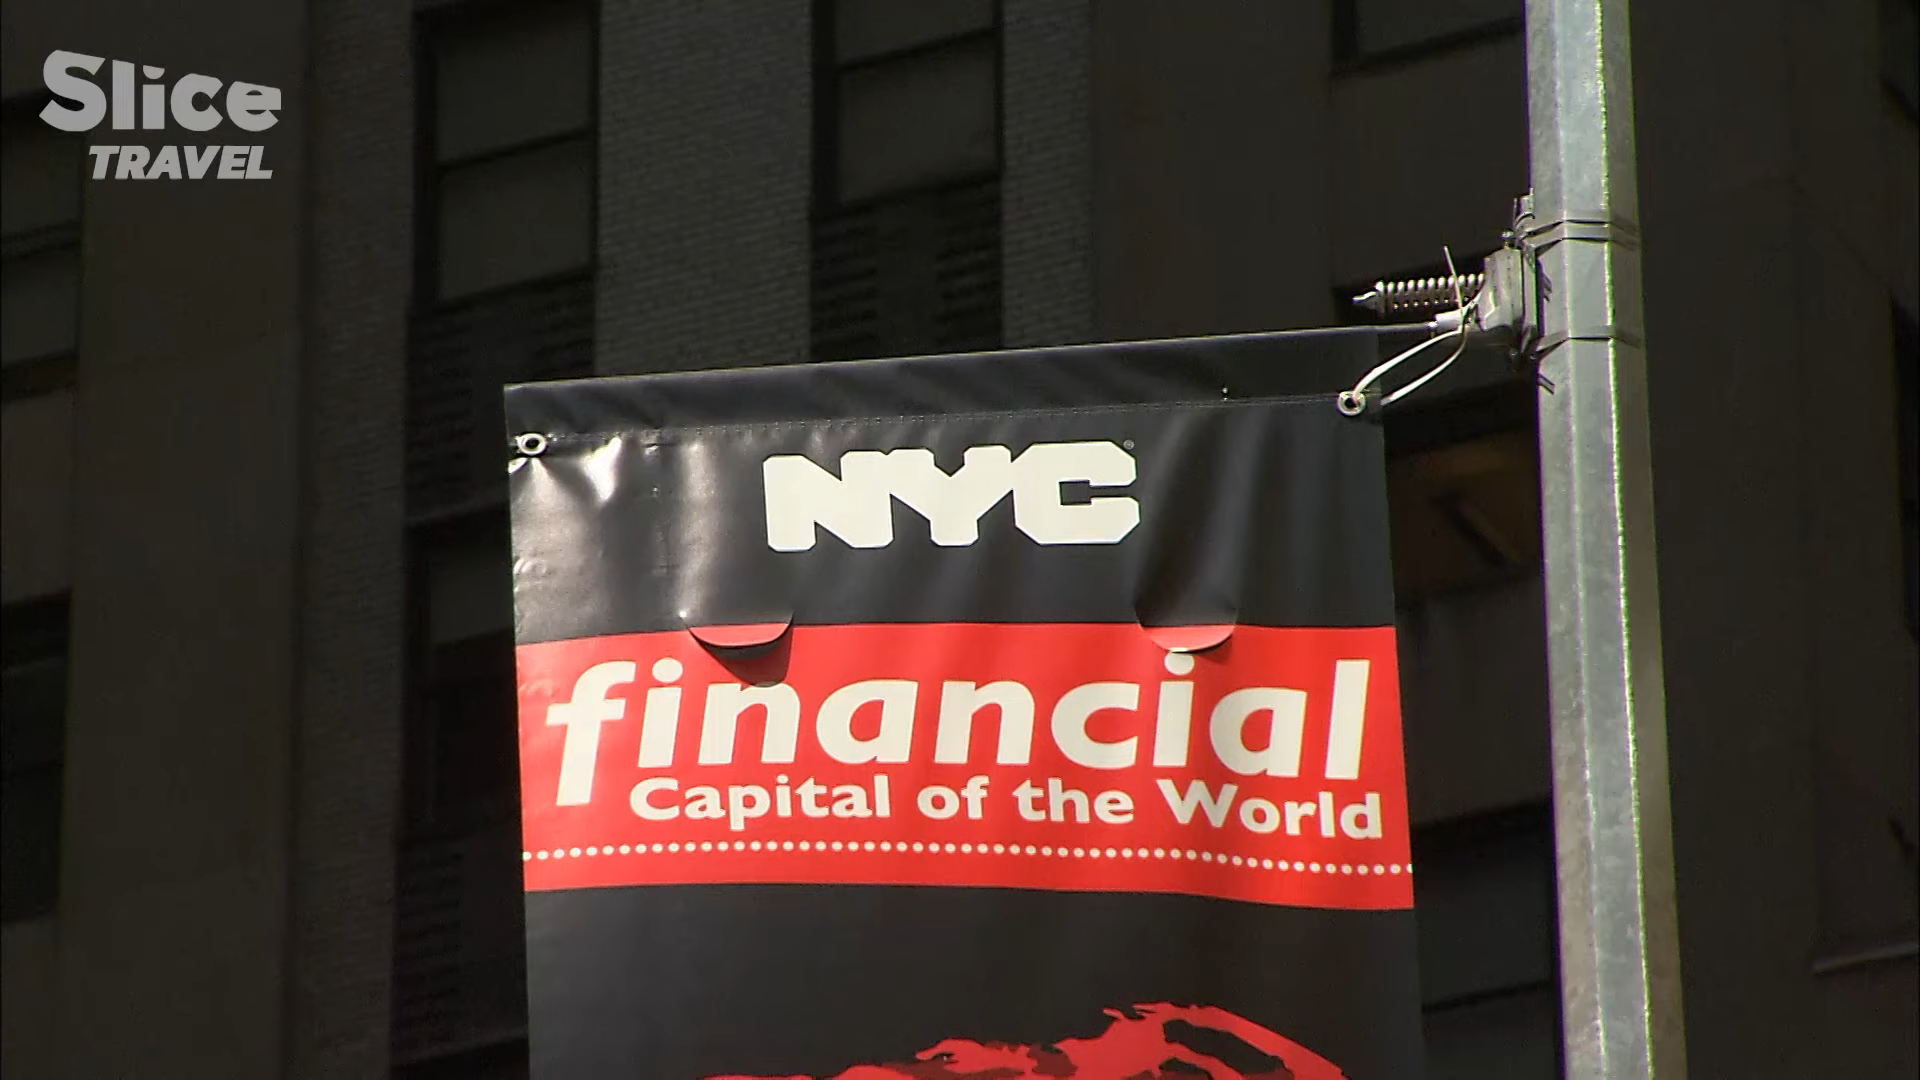 Slice
TRAVEL
NYC
financial
Capital of the World